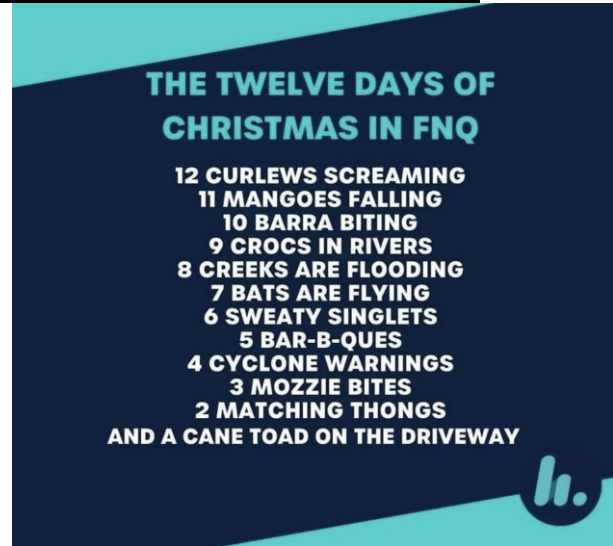 THE TWELVE DAYS OF
CHRISTMAS IN FNQ
12 CURLEWS SCREAMING
11 MANGOES FALLING
10 BARRA BITING
9 CROCS IN RIVERS
8 CREEKS ARE FLOODING
7 BATS ARE FLYING
6 SWEATY SINGLETS
5 BAR-B-QUES
4 CYCLONE WARNINGS
3 MOZZIE BITES
2 MATCHING THONGS
AND A CANE TOAD ON THE DRIVEWAY
h.